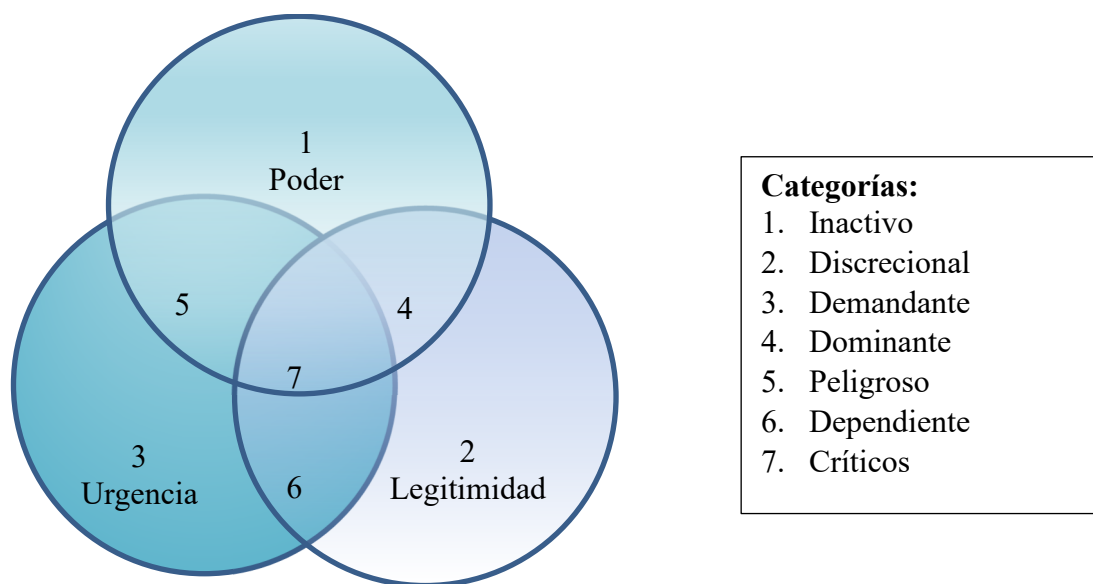 1
Poder
5
4
7
3
Urgencia
6
2
Legitimidad
Categorías:
1. Inactivo
2. Discrecional
3. Demandante
4. Dominante
5. Peligroso
6. Dependiente
7. Críticos